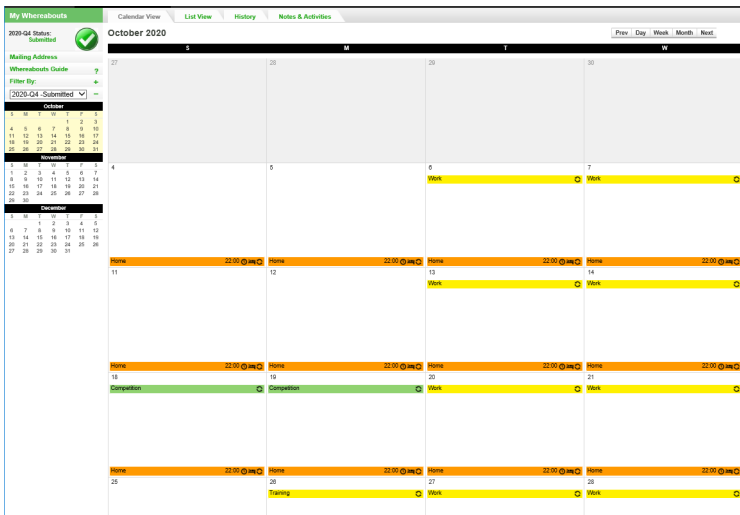 My Whereabouts
2020-Q4 Status:
Submitted
Mailing Address
Whereabouts Guide ?
Filter By: +
2020-Q4 -Submitted −
October
S M T W T F S
1 2 3
4 5 6 7 8 9 10
11 12 13 14 15 16 17
18 19 20 21 22 23 24
25 26 27 28 29 30 31
November
S M T W T F S
1 2 3 4 5 6 7
8 9 10 11 12 13 14
15 16 17 18 19 20 21
22 23 24 25 26 27 28
29 30
December
S M T W T F S
1 2 3 4 5
6 7 8 9 10 11 12
13 14 15 16 17 18 19
20 21 22 23 24 25 26
27 28 29 30 31
Calendar View List View History Notes & Activities
October 2020 Prev Day Week Month Next
S M T W
27 28 29 30
4 5 6 7
Work Work
Home 22:00 Home 22:00 Home 22:00 Home 22:00
11 12 13 14
Work Work
Home 22:00 Home 22:00 Home 22:00 Home 22:00
18 19 20 21
Competition Competition Work Work
Home 22:00 Home 22:00 Home 22:00 Home 22:00
25 26 27 28
Training Work Work